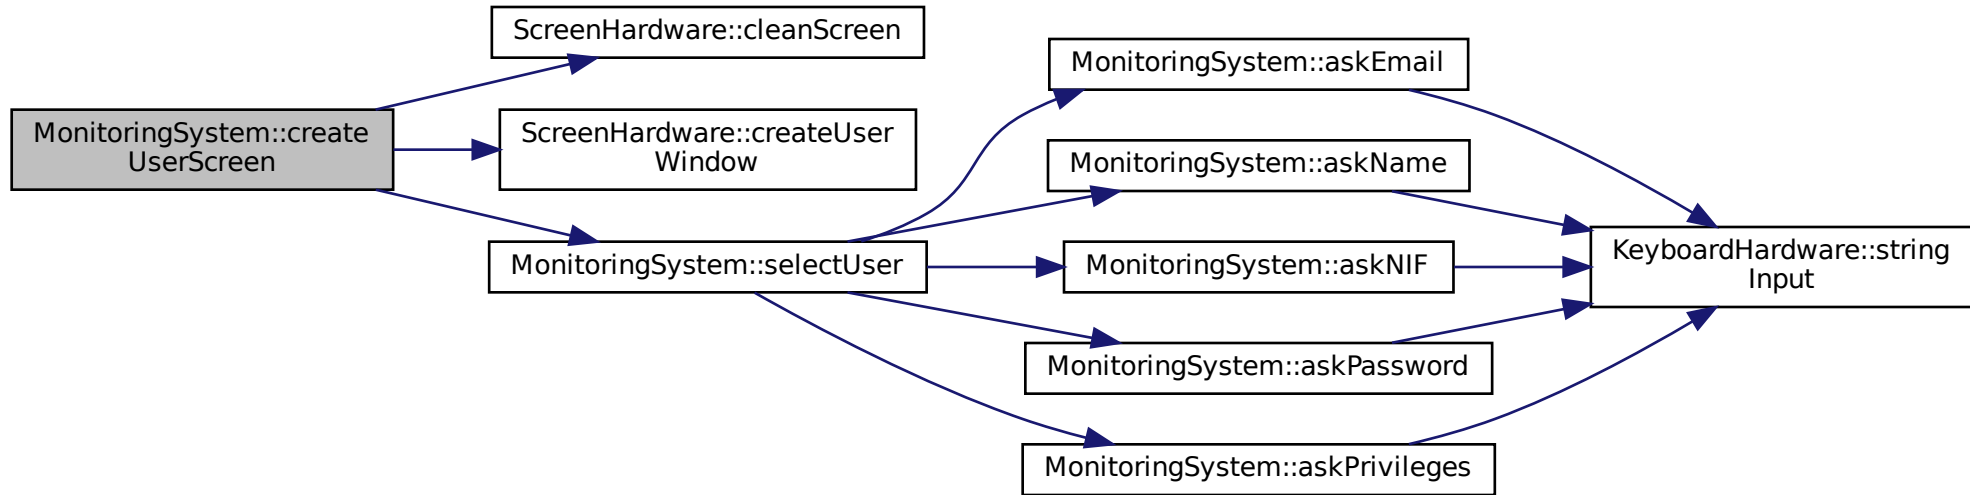 MonitoringSystem::create
UserScreen
ScreenHardware::cleanScreen
ScreenHardware::createUser
Window
MonitoringSystem::selectUser
MonitoringSystem::askEmail
MonitoringSystem::askName
MonitoringSystem::askNIF
MonitoringSystem::askPassword
MonitoringSystem::askPrivileges
KeyboardHardware::string
Input